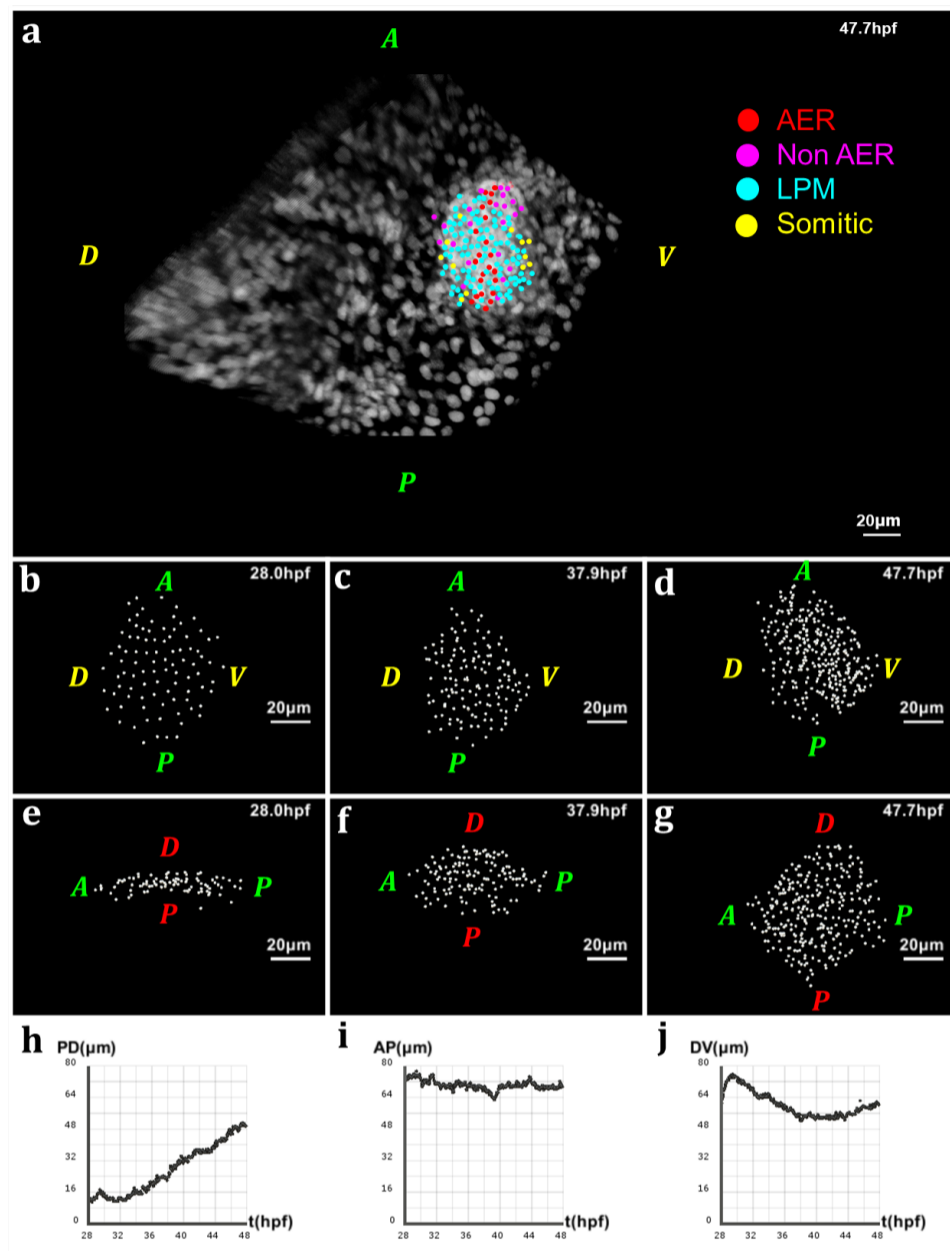 a
A
47.7hpf
AER
Non AER
LPM
Somitic
D
V
P
20μm
b
28.0hpf
A
D
V
20μm
P
c
37.9hpf
A
D
V
20μm
P
d
47.7hpf
A
D
V
20μm
P
e
28.0hpf
D
A
P
P
20μm
f
37.9hpf
D
A
P
P
20μm
g
47.7hpf
D
A
P
20μm
P
h
PD(μm)
80
64
48
32
16
0
28 32 36 40 44 48
t(hpf)
i
AP(μm)
80
64
48
32
16
0
28 32 36 40 44 48
t(hpf)
j
DV(μm)
80
64
48
32
16
0
28 32 36 40 44 48
t(hpf)